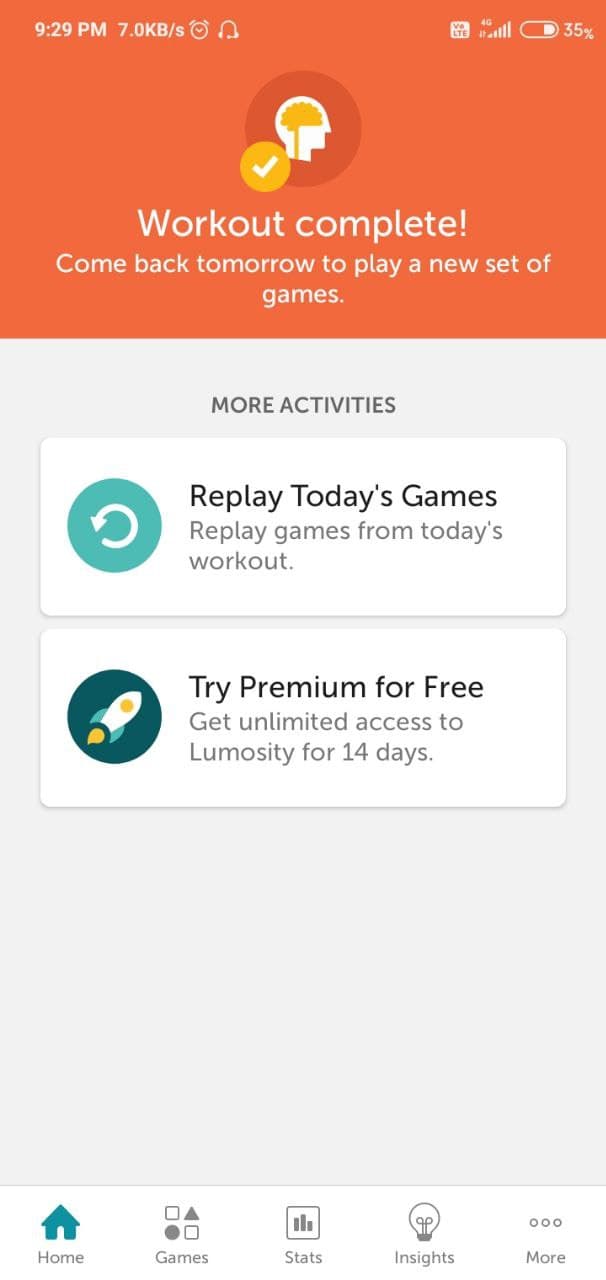 9:29 PM 7.0KB/s
Vo LTE 4G 35%
Workout complete!
Come back tomorrow to play a new set of
games.
MORE ACTIVITIES
Replay Today's Games
Replay games from today's
workout.
Try Premium for Free
Get unlimited access to
Lumosity for 14 days.
Home Games Stats Insights More